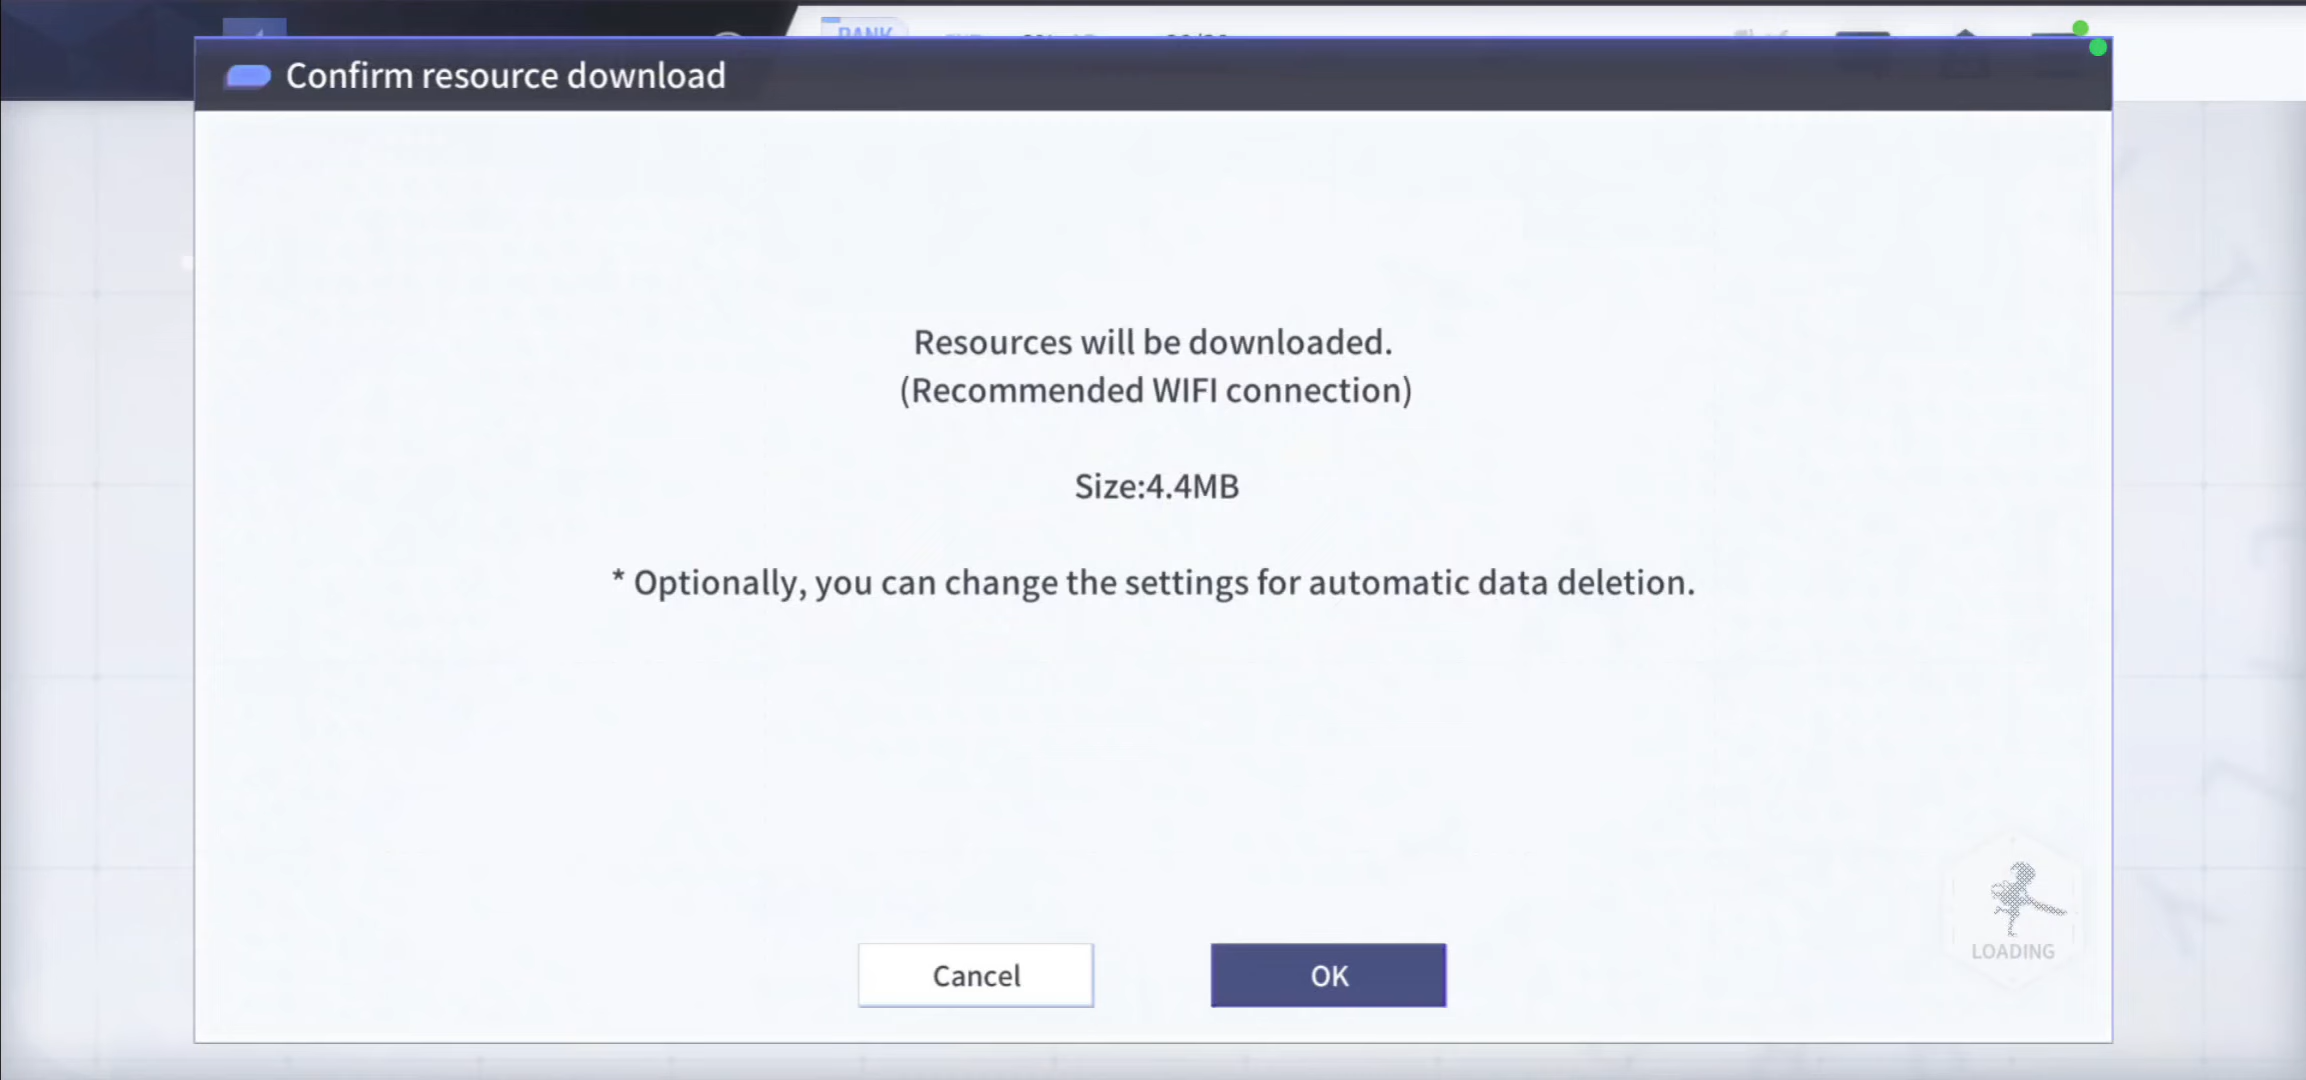 RANK
Confirm resource download
Resources will be downloaded.
(Recommended WIFI connection)
Size:4.4MB
* Optionally, you can change the settings for automatic data deletion.
LOADING
Cancel
OK